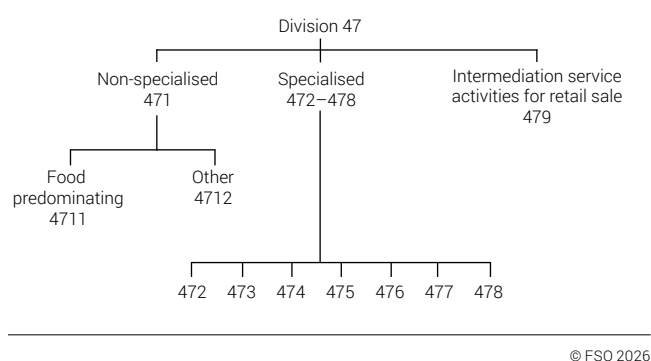 Division 47
Non-specialised
471
Specialised
472–478
Intermediation service
activities for retail sale
479
Food
predominating
4711
Other
4712
472 473 474 475 476 477 478
© FSO 2026